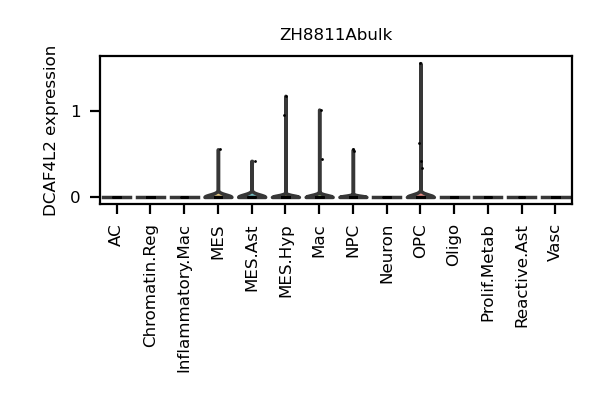 ZH8811Abulk
DCAF4L2 expression
1
0
AC
Chromatin.Reg
Inflammatory.Mac
MES
MES.Ast
MES.Hyp
Mac
NPC
Neuron
OPC
Oligo
Prolif.Metab
Reactive.Ast
Vasc